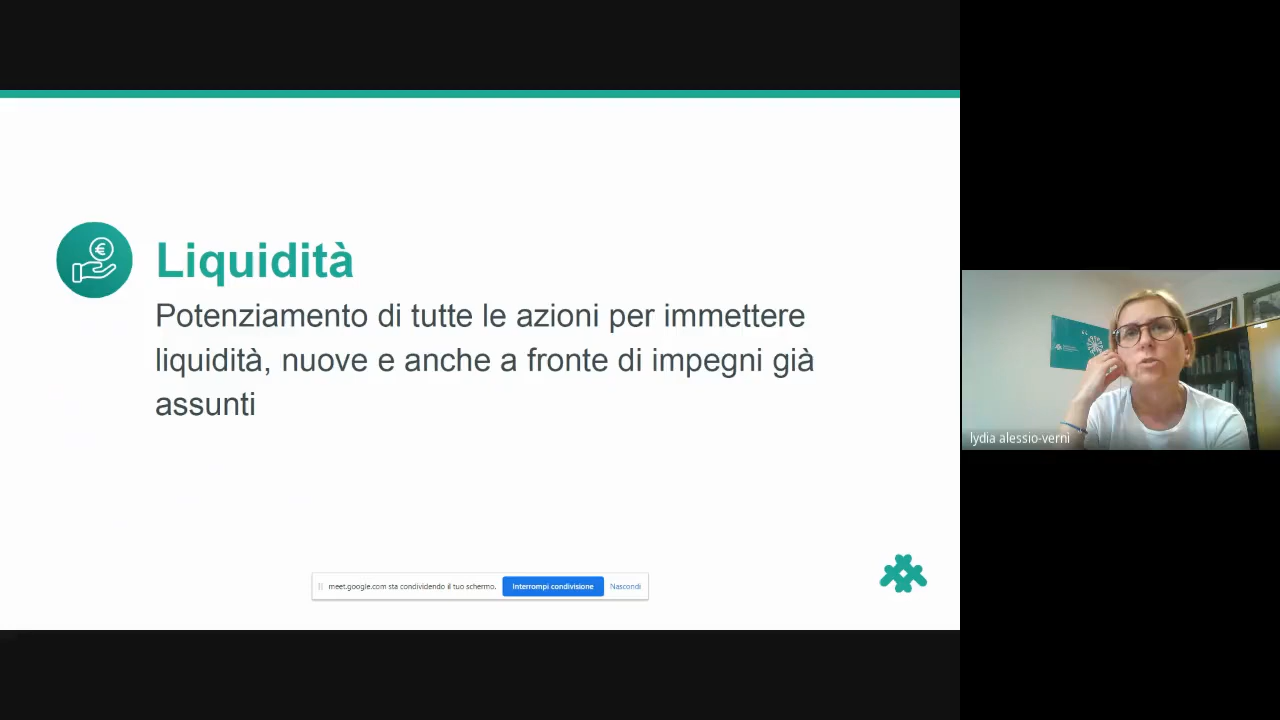 Liquidità
Potenziamento di tutte le azioni per immettere
liquidità, nuove e anche a fronte di impegni già
assunti
meet.google.com sta condividendo il tuo schermo.
Interrompi condivisione
Nascondi
lydia alessio-vernì